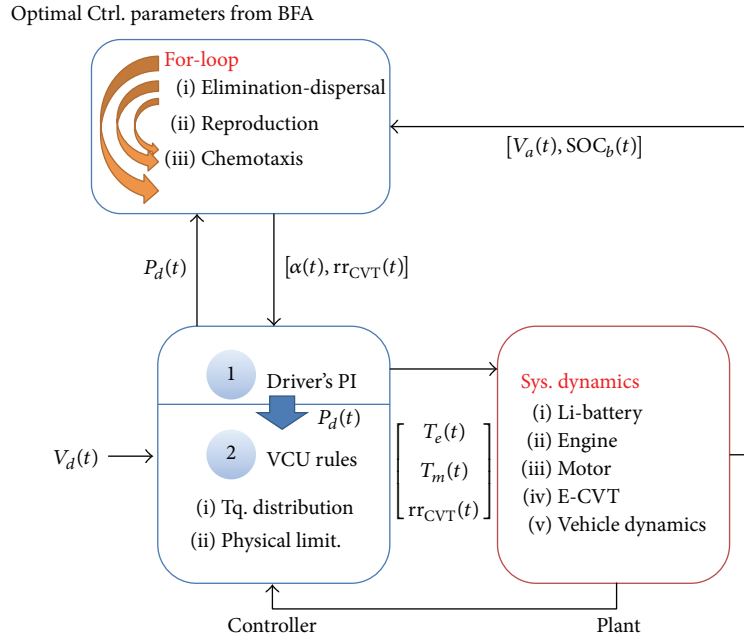 Optimal Ctrl. parameters from BFA
For-loop
(i) Elimination-dispersal
(ii) Reproduction
(iii) Chemotaxis
[V_a(t), SOC_b(t)]
P_d(t)
[α(t), rr_CVT(t)]
1
Driver's PI
P_d(t)
2
VCU rules
(i) Tq. distribution
(ii) Physical limit.
V_d(t)
T_e(t)
T_m(t)
rr_CVT(t)
Sys. dynamics
(i) Li-battery
(ii) Engine
(iii) Motor
(iv) E-CVT
(v) Vehicle dynamics
Controller
Plant